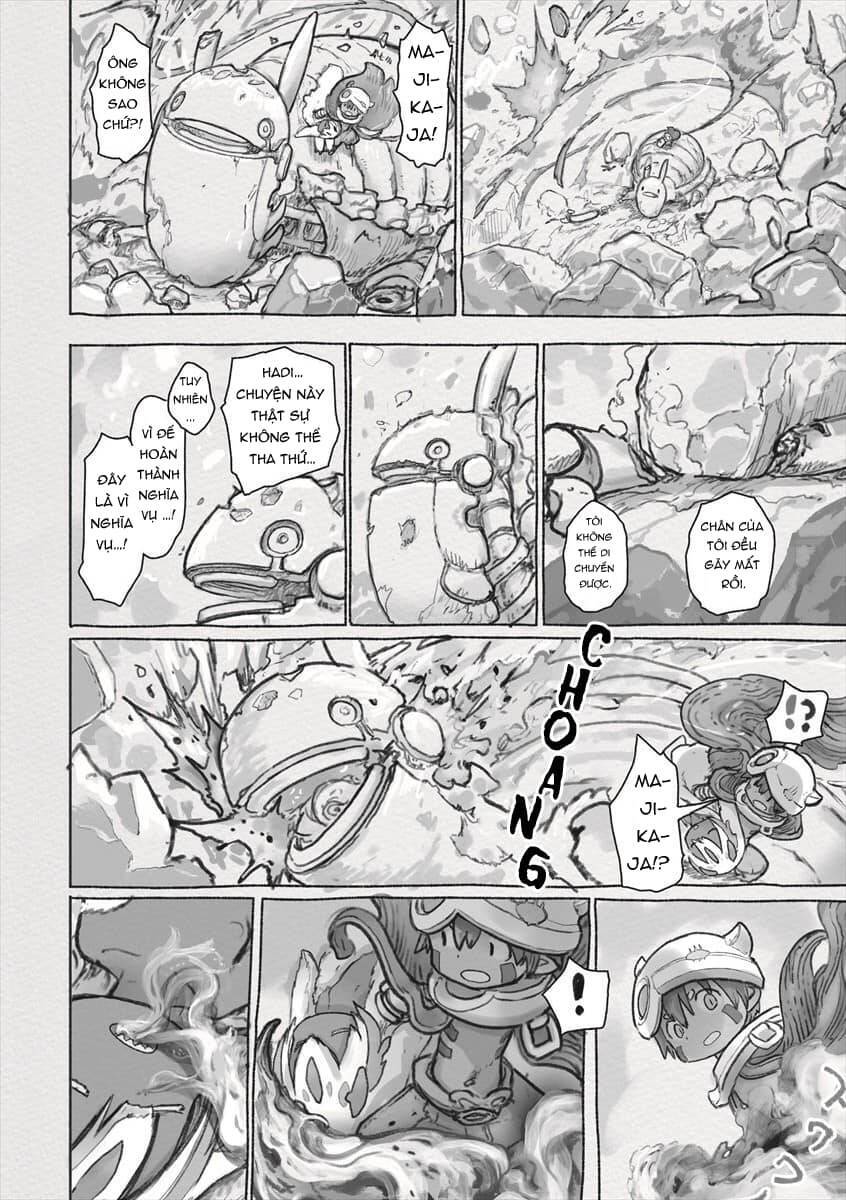 MA-
JI-
KA-
JA!
ÔNG
KHÔNG
SAO
CHỨ?!
CHÂN CỦA
TÔI ĐỀU
GÃY MẤT
RỒI.
TÔI
KHÔNG
THỂ DI
CHUYỂN
ĐƯỢC.
HADI...
CHUYỆN NÀY
THẬT SỰ
KHÔNG THỂ
THA THỨ...
TUY
NHIÊN
...
VÌ ĐỂ
HOÀN
THÀNH
NGHĨA
VỤ ...!
ĐÂY
LÀ VÌ
NGHĨA
VỤ...!
!?
MA-
JI-
KA-
JA!?
CHOANG
!